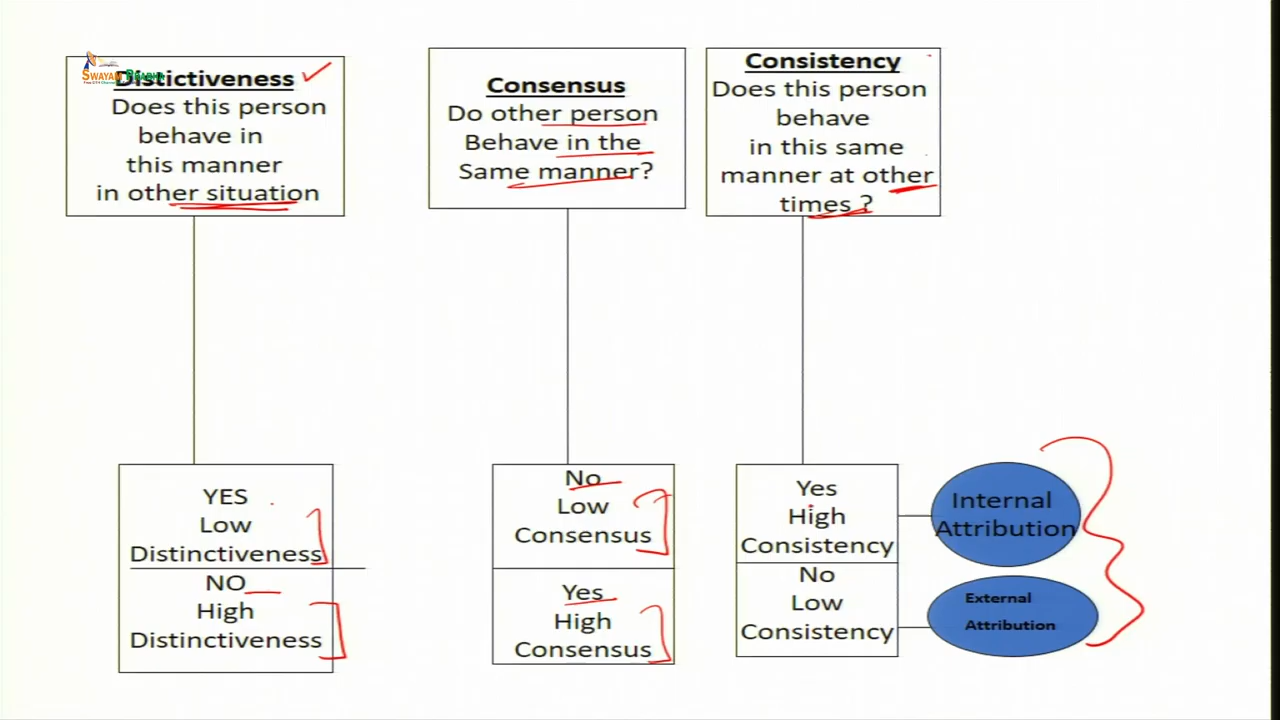 SWAYAM PRABHA
Distictiveness
Does this person
behave in
this manner
in other situation
Consensus
Do other person
Behave in the
Same manner?
Consistency
Does this person
behave
in this same
manner at other
times ?
YES
Low
Distinctiveness
NO
High
Distinctiveness
No
Low
Consensus
Yes
High
Consensus
Yes
High
Consistency
No
Low
Consistency
Internal
Attribution
External
Attribution